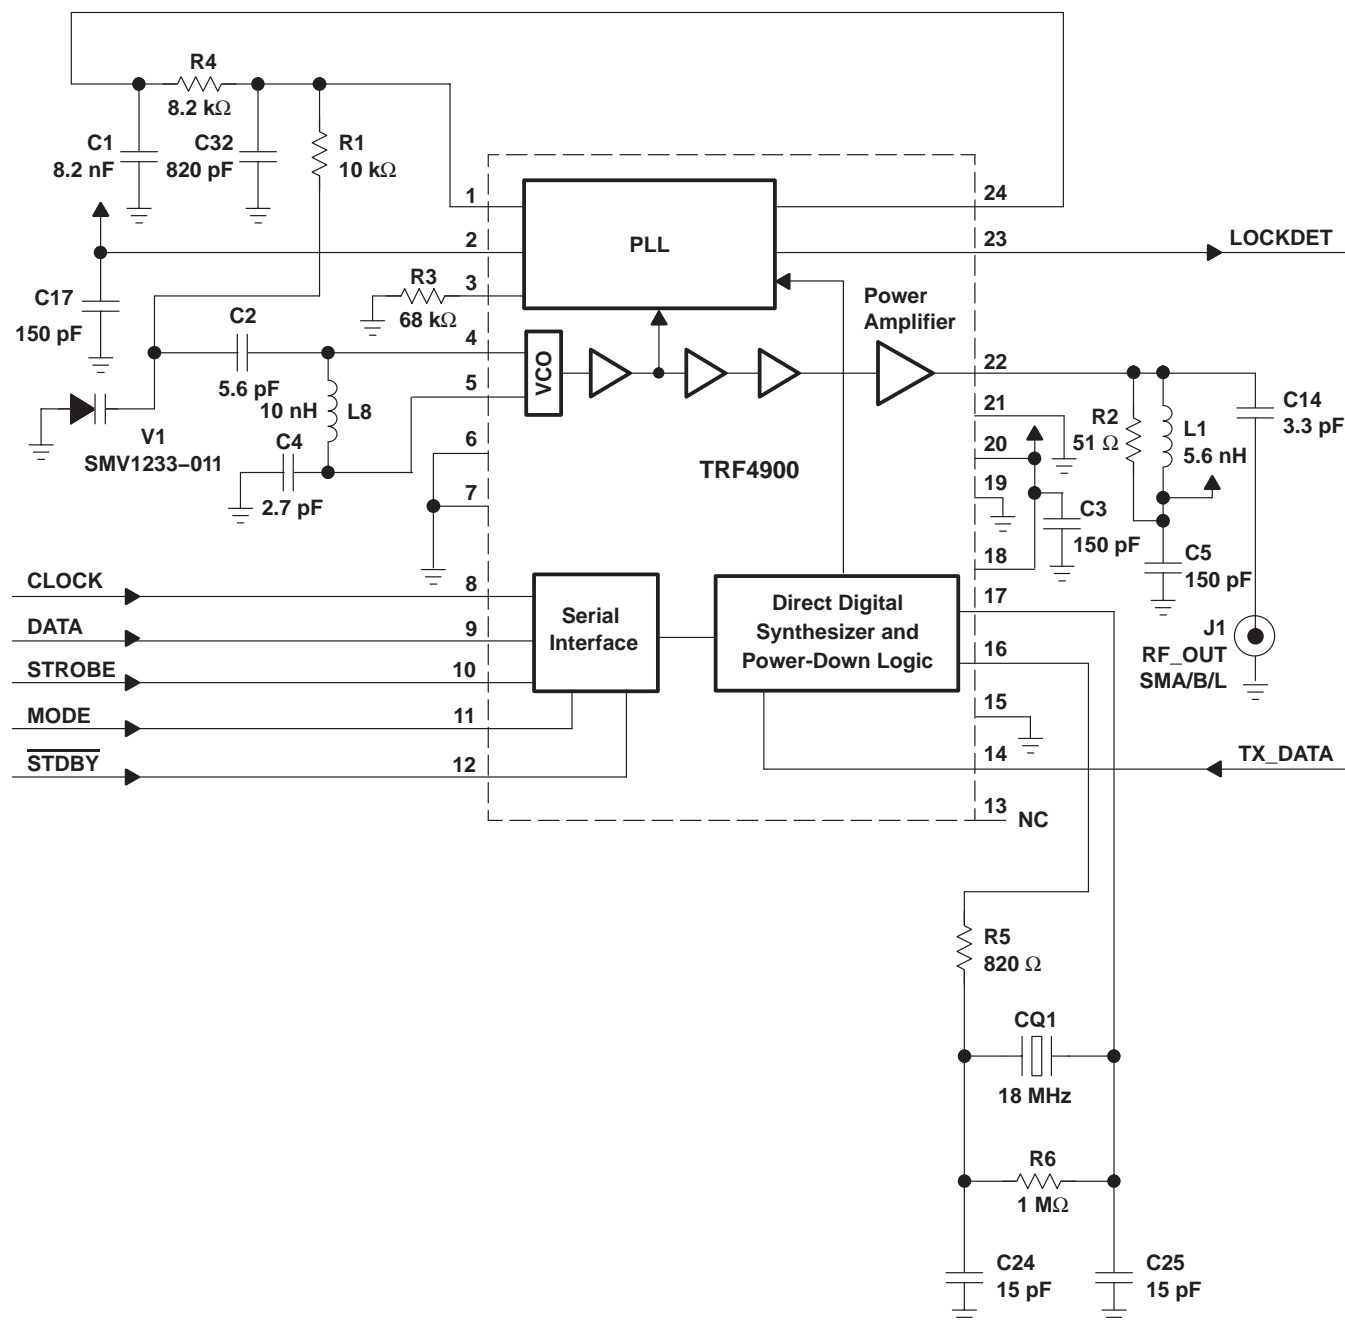 R4
8.2 kΩ
C1
8.2 nF
C32
820 pF
R1
10 kΩ
1
24
2
PLL
23
LOCKDET
R3
3
68 kΩ
C17
150 pF
Power
Amplifier
C2
4
5.6 pF
VCO
22
5
10 nH
L8
21
R2
51 Ω
L1
5.6 nH
C14
3.3 pF
V1
SMV1233–011
C4
2.7 pF
6
20
TRF4900
7
19
C3
150 pF
18
C5
150 pF
CLOCK
8
Serial
Interface
Direct Digital
Synthesizer and
Power-Down Logic
17
DATA
9
J1
RF_OUT
SMA/B/L
16
STROBE
10
MODE
11
15
STDBY
12
14
TX_DATA
13
NC
R5
820 Ω
CQ1
18 MHz
R6
1 MΩ
C24
15 pF
C25
15 pF